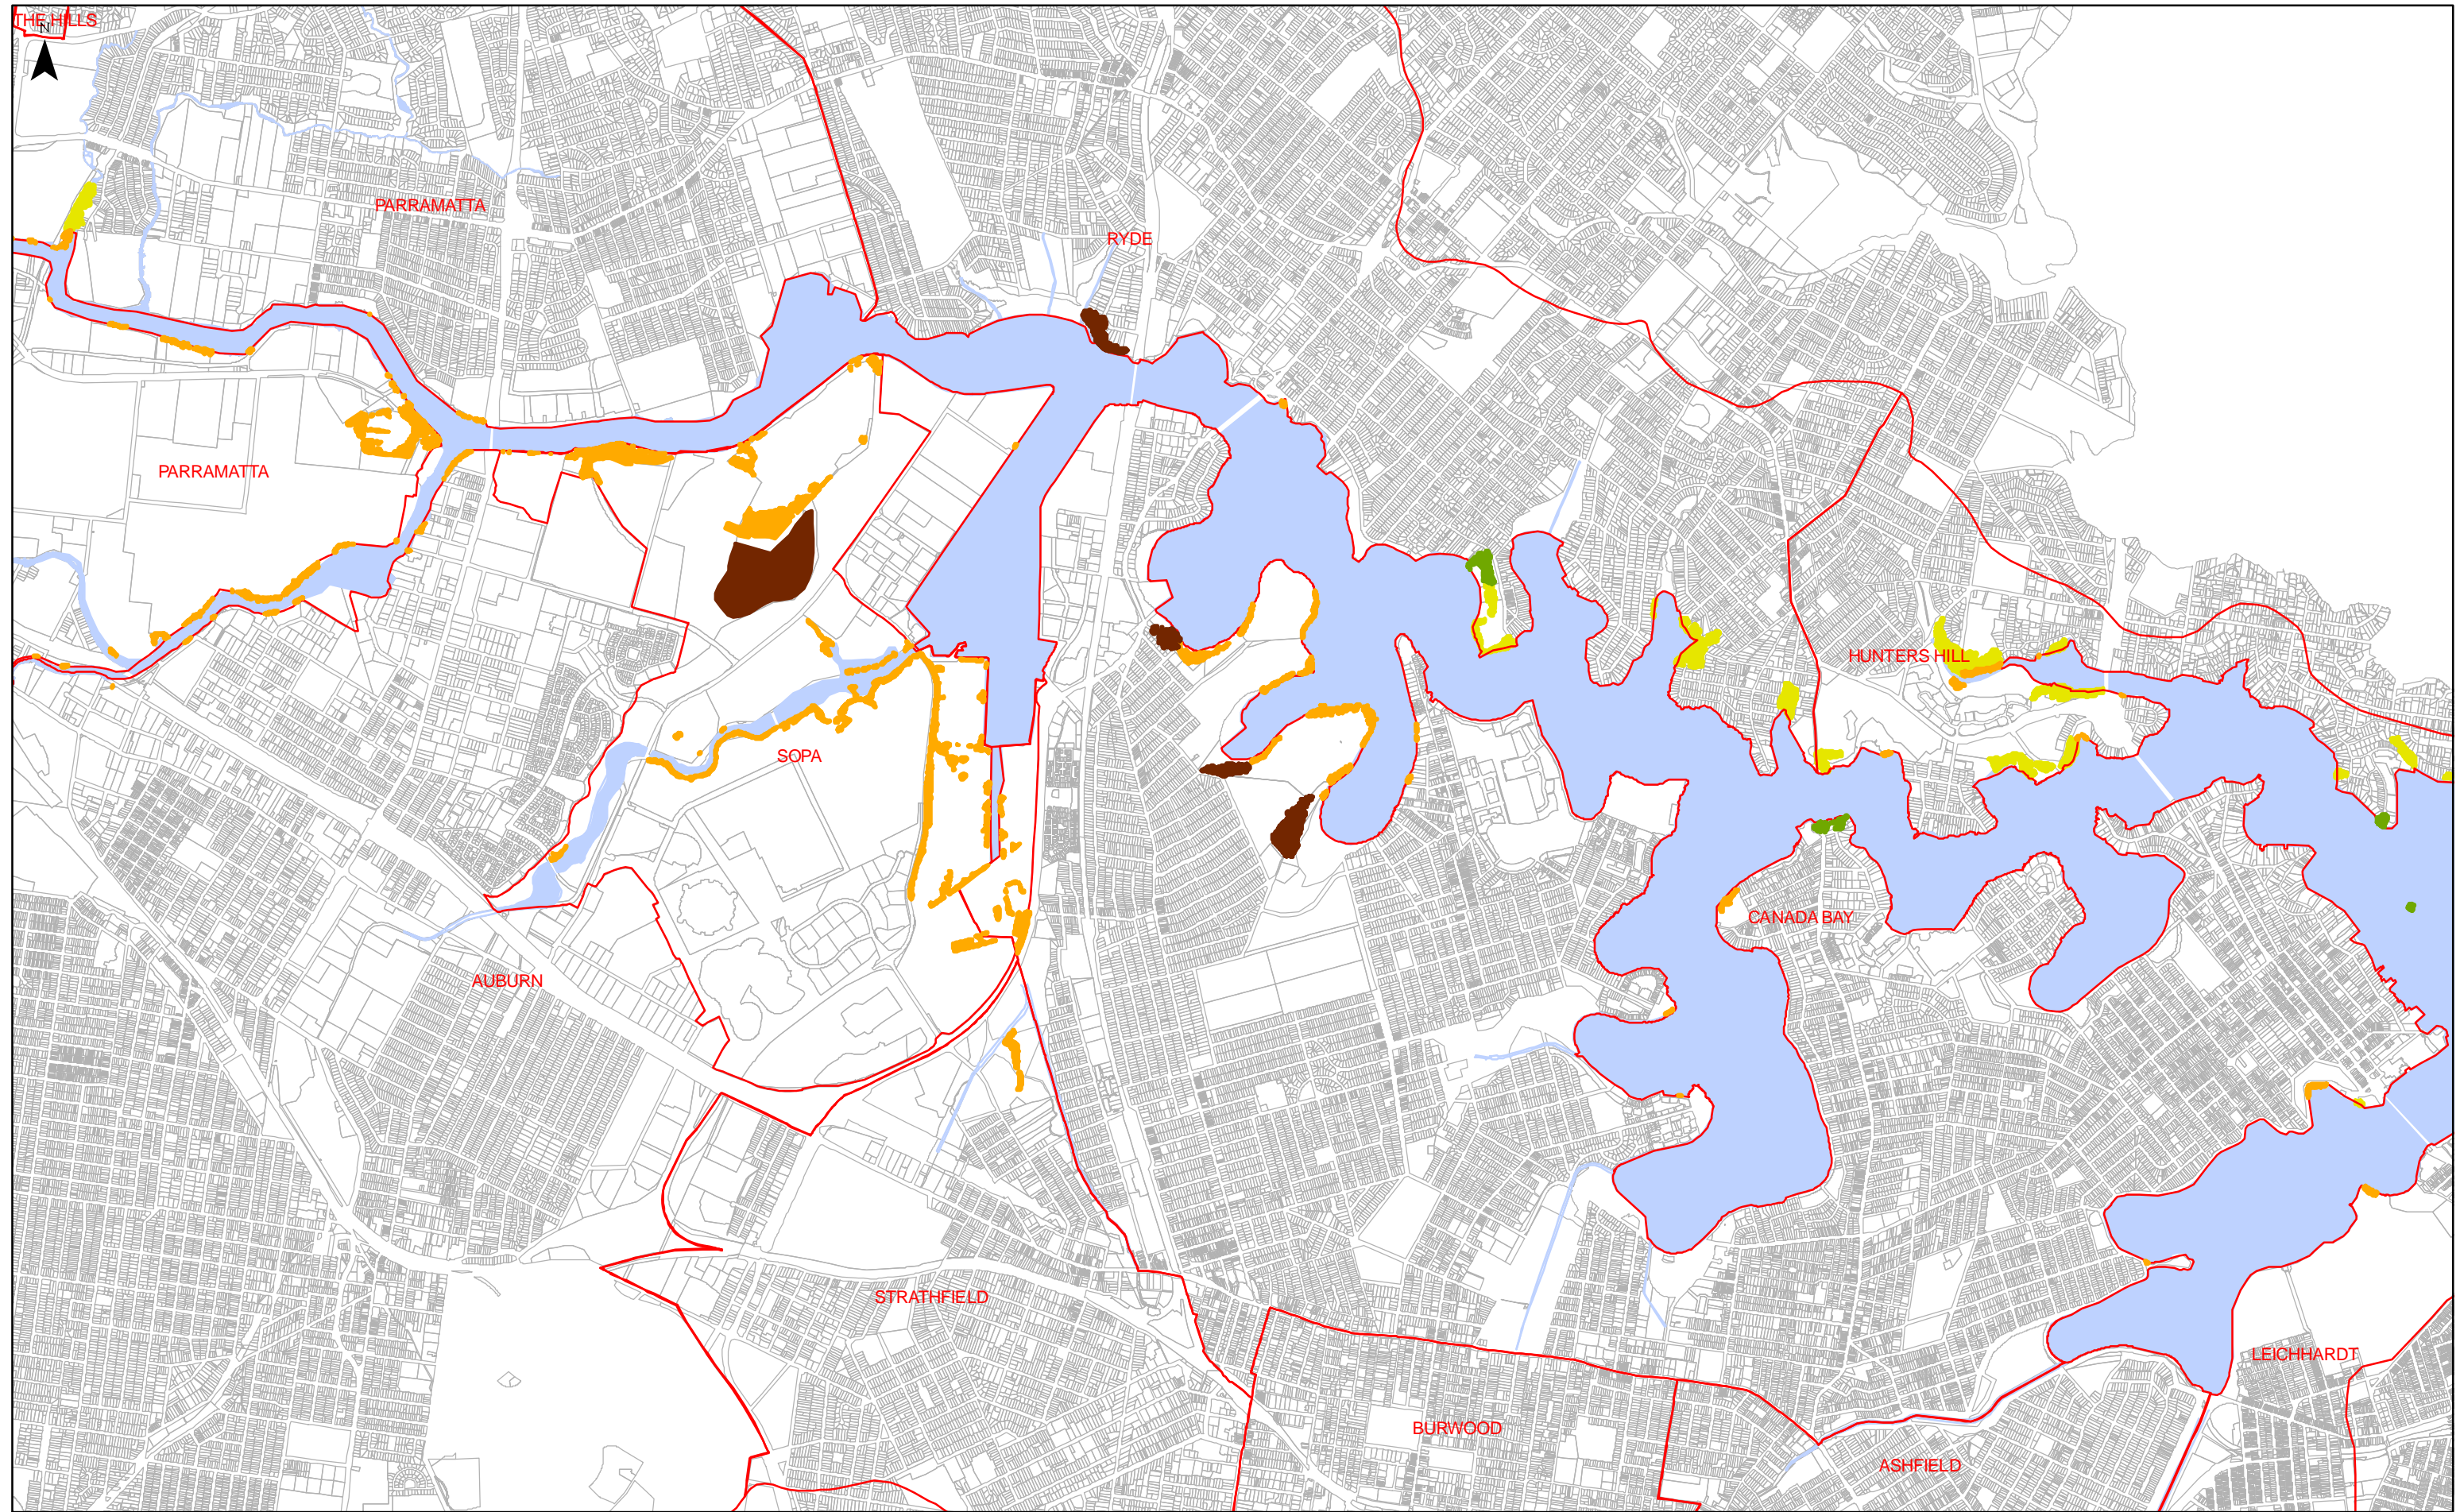 THE HILLS
N
PARRAMATTA
RYDE
PARRAMATTA
HUNTERS HILL
SOPA
CANADA BAY
AUBURN
STRATHFIELD
LEICHHARDT
BURWOOD
ASHFIELD